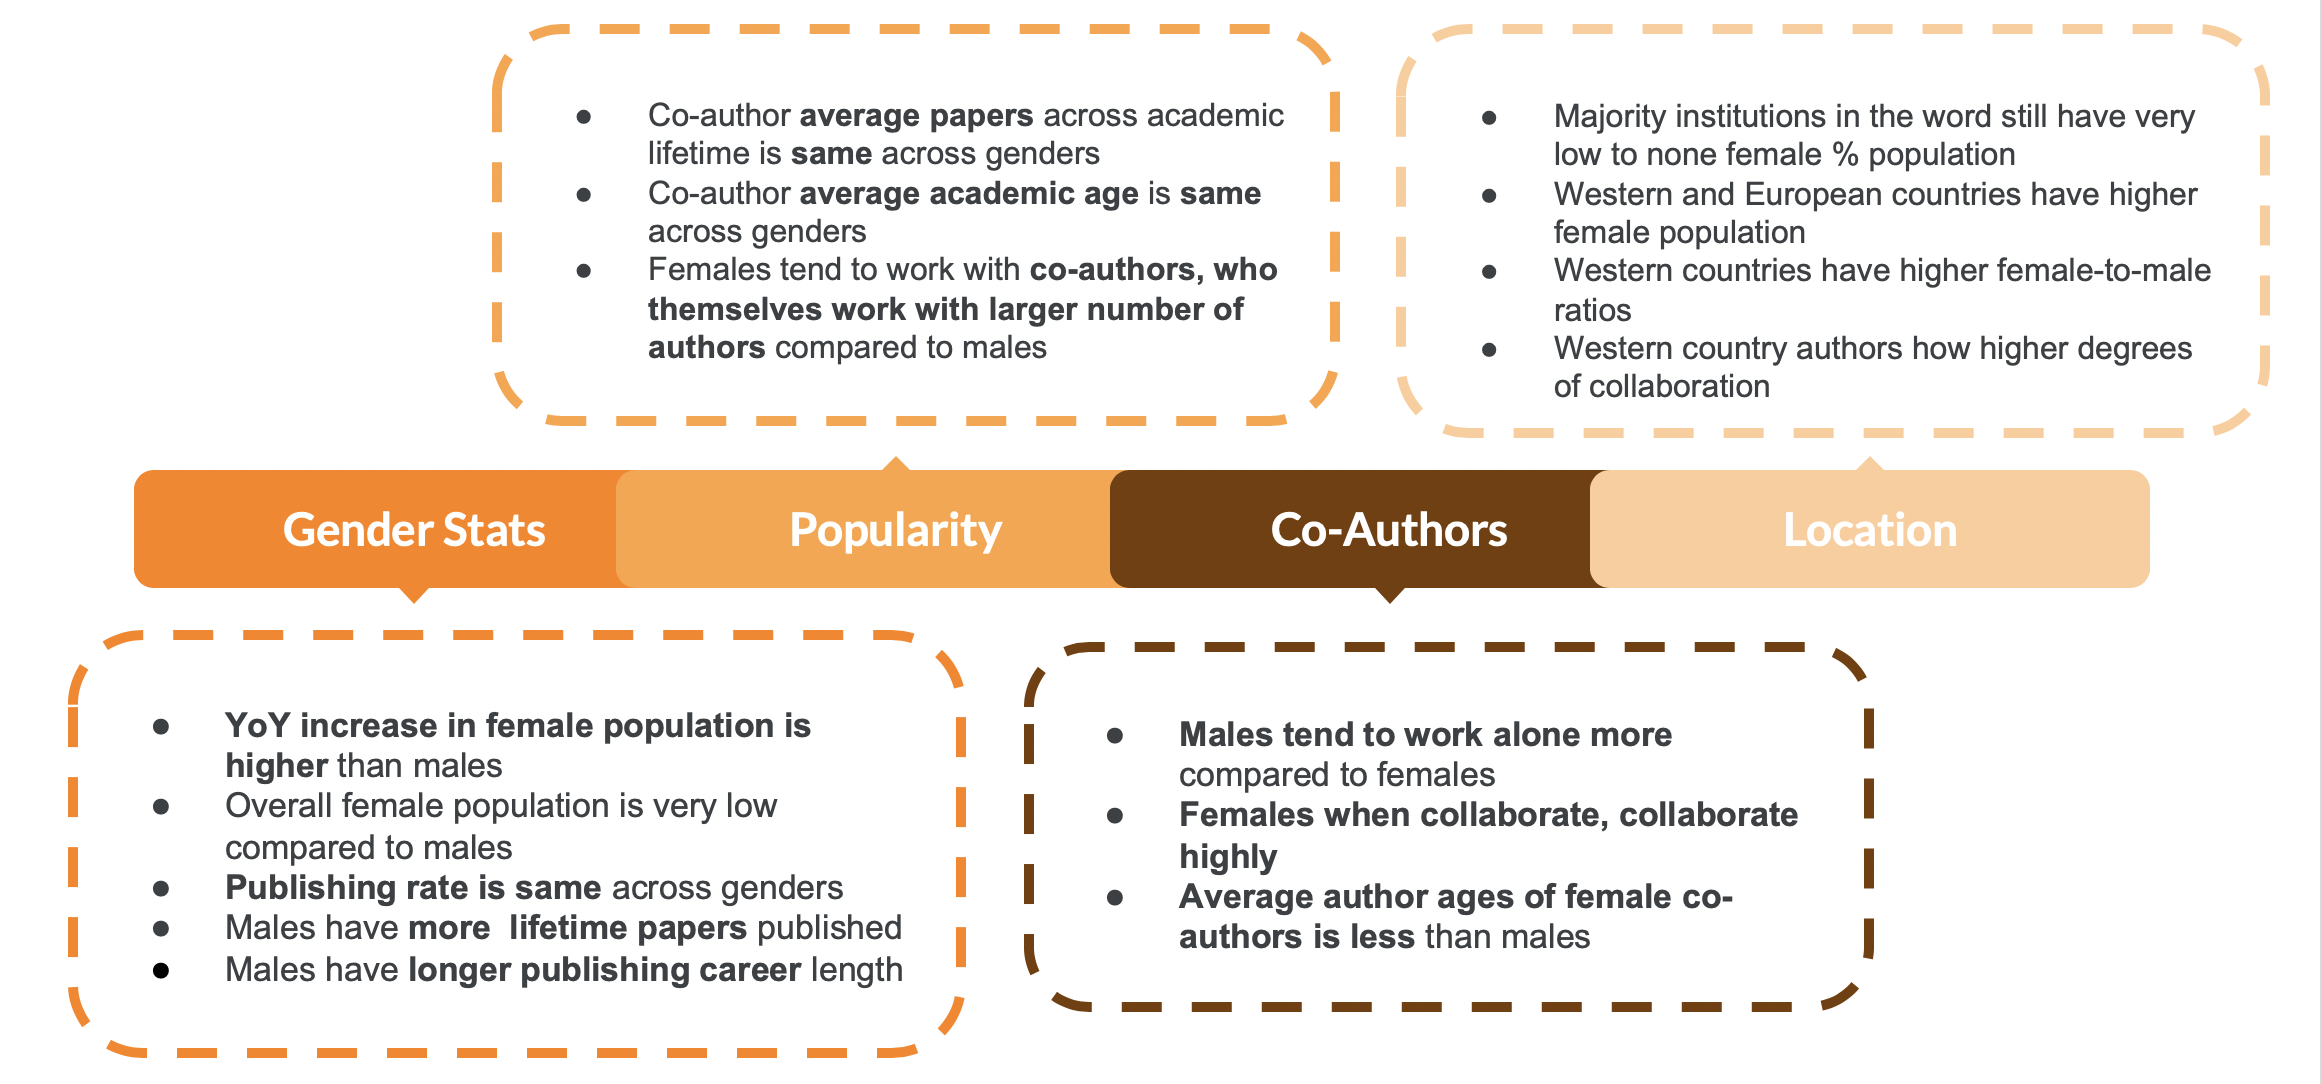 ● Co-author average papers across academic
lifetime is same across genders
● Co-author average academic age is same
across genders
● Females tend to work with co-authors, who
themselves work with larger number of
authors compared to males
● Majority institutions in the word still have very
low to none female % population
● Western and European countries have higher
female population
● Western countries have higher female-to-male
ratios
● Western country authors how higher degrees
of collaboration
Gender Stats
Popularity
Co-Authors
Location
● YoY increase in female population is
higher than males
● Overall female population is very low
compared to males
● Publishing rate is same across genders
● Males have more  lifetime papers published
● Males have longer publishing career length
● Males tend to work alone more
compared to females
● Females when collaborate, collaborate
highly
● Average author ages of female co-
authors is less than males